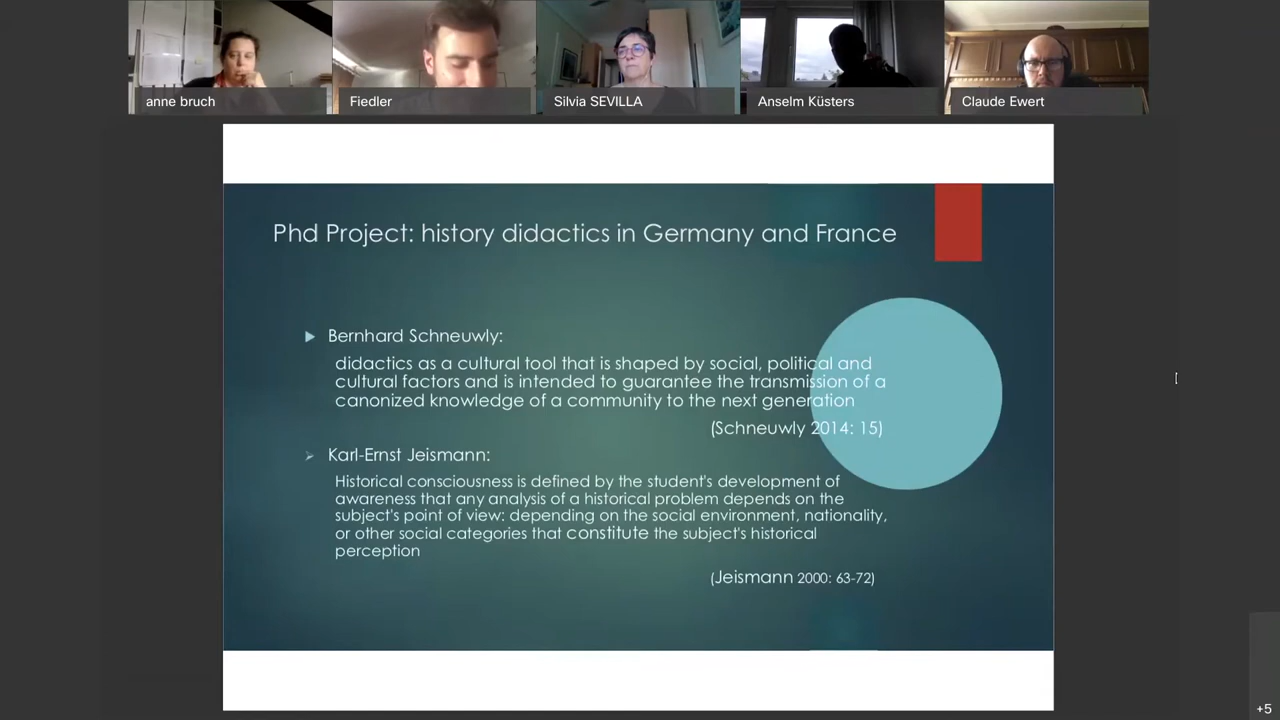 anne bruch
Fiedler
Silvia SEVILLA
Anselm Küsters
Claude Ewert
Phd Project: history didactics in Germany and France
Bernhard Schneuwly:
didactics as a cultural tool that is shaped by social, political and
cultural factors and is intended to guarantee the transmission of a
canonized knowledge of a community to the next generation
(Schneuwly 2014: 15)
Karl-Ernst Jeismann:
Historical consciousness is defined by the student's development of
awareness that any analysis of a historical problem depends on the
subject's point of view: depending on the social environment, nationality,
or other social categories that constitute the subject's historical
perception
(Jeismann 2000: 63-72)
+5